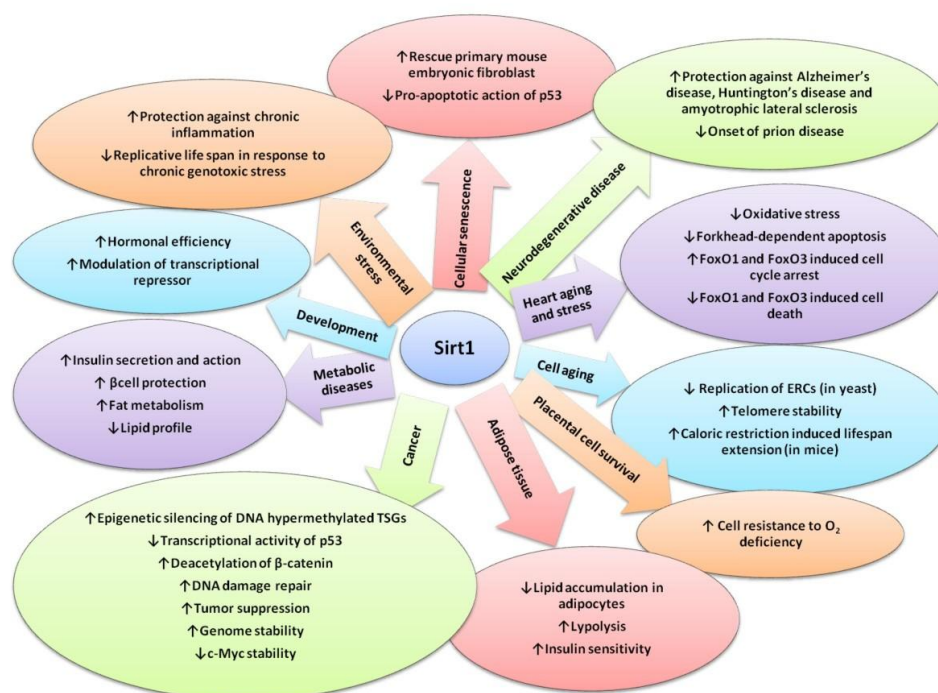 ↑Rescue primary mouse
embryonic fibroblast
↓Pro-apoptotic action of p53
↑Protection against Alzheimer's
disease, Huntington's disease and
amyotrophic lateral sclerosis
↓Onset of prion disease
↑Protection against chronic
inflammation
↓Replicative life span in response to
chronic genotoxic stress
↓Oxidative stress
↓Forkhead-dependent apoptosis
↑FoxO1 and FoxO3 induced cell
cycle arrest
↓FoxO1 and FoxO3 induced cell
death
↑Hormonal efficiency
↑Modulation of transcriptional
repressor
↑Insulin secretion and action
↑ βcell protection
↑Fat metabolism
↓Lipid profile
Environmental
stress
Cellular senescence
Neurodegenerative disease
Heart aging
and stress
Development
Sirt1
Cell aging
Metabolic
diseases
Cancer
Adipose tissue
Placental cell survival
↓ Replication of ERCs (in yeast)
↑Telomere stability
↑Caloric restriction induced lifespan
extension (in mice)
↑ Cell resistance to O₂
deficiency
↑Epigenetic silencing of DNA hypermethylated TSGs
↓Transcriptional activity of p53
↑Deacetylation of β-catenin
↑DNA damage repair
↑Tumor suppression
↑Genome stability
↓c-Myc stability
↓Lipid accumulation in
adipocytes
↑Lypolysis
↑Insulin sensitivity